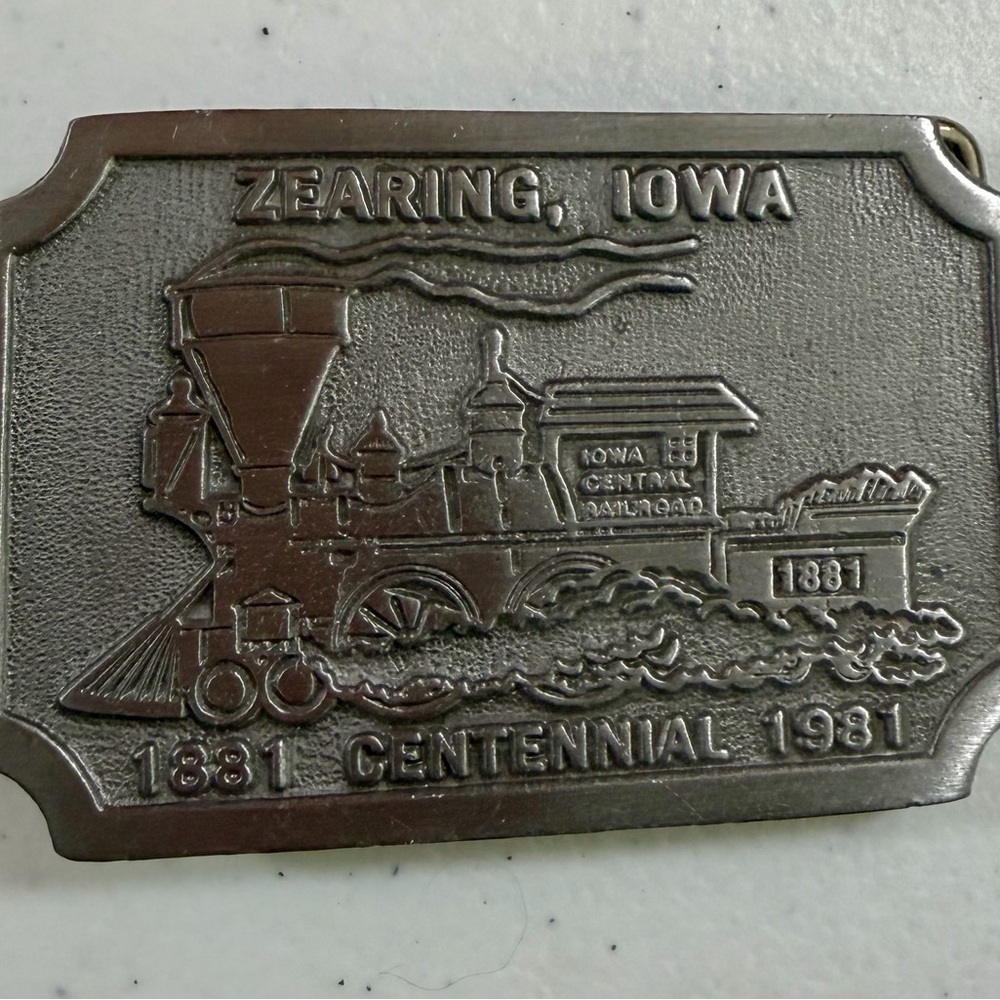 ZEARING, IOWA
IOWA
CENTRAL
RAILROAD
1881
1881 CENTENNIAL 1981